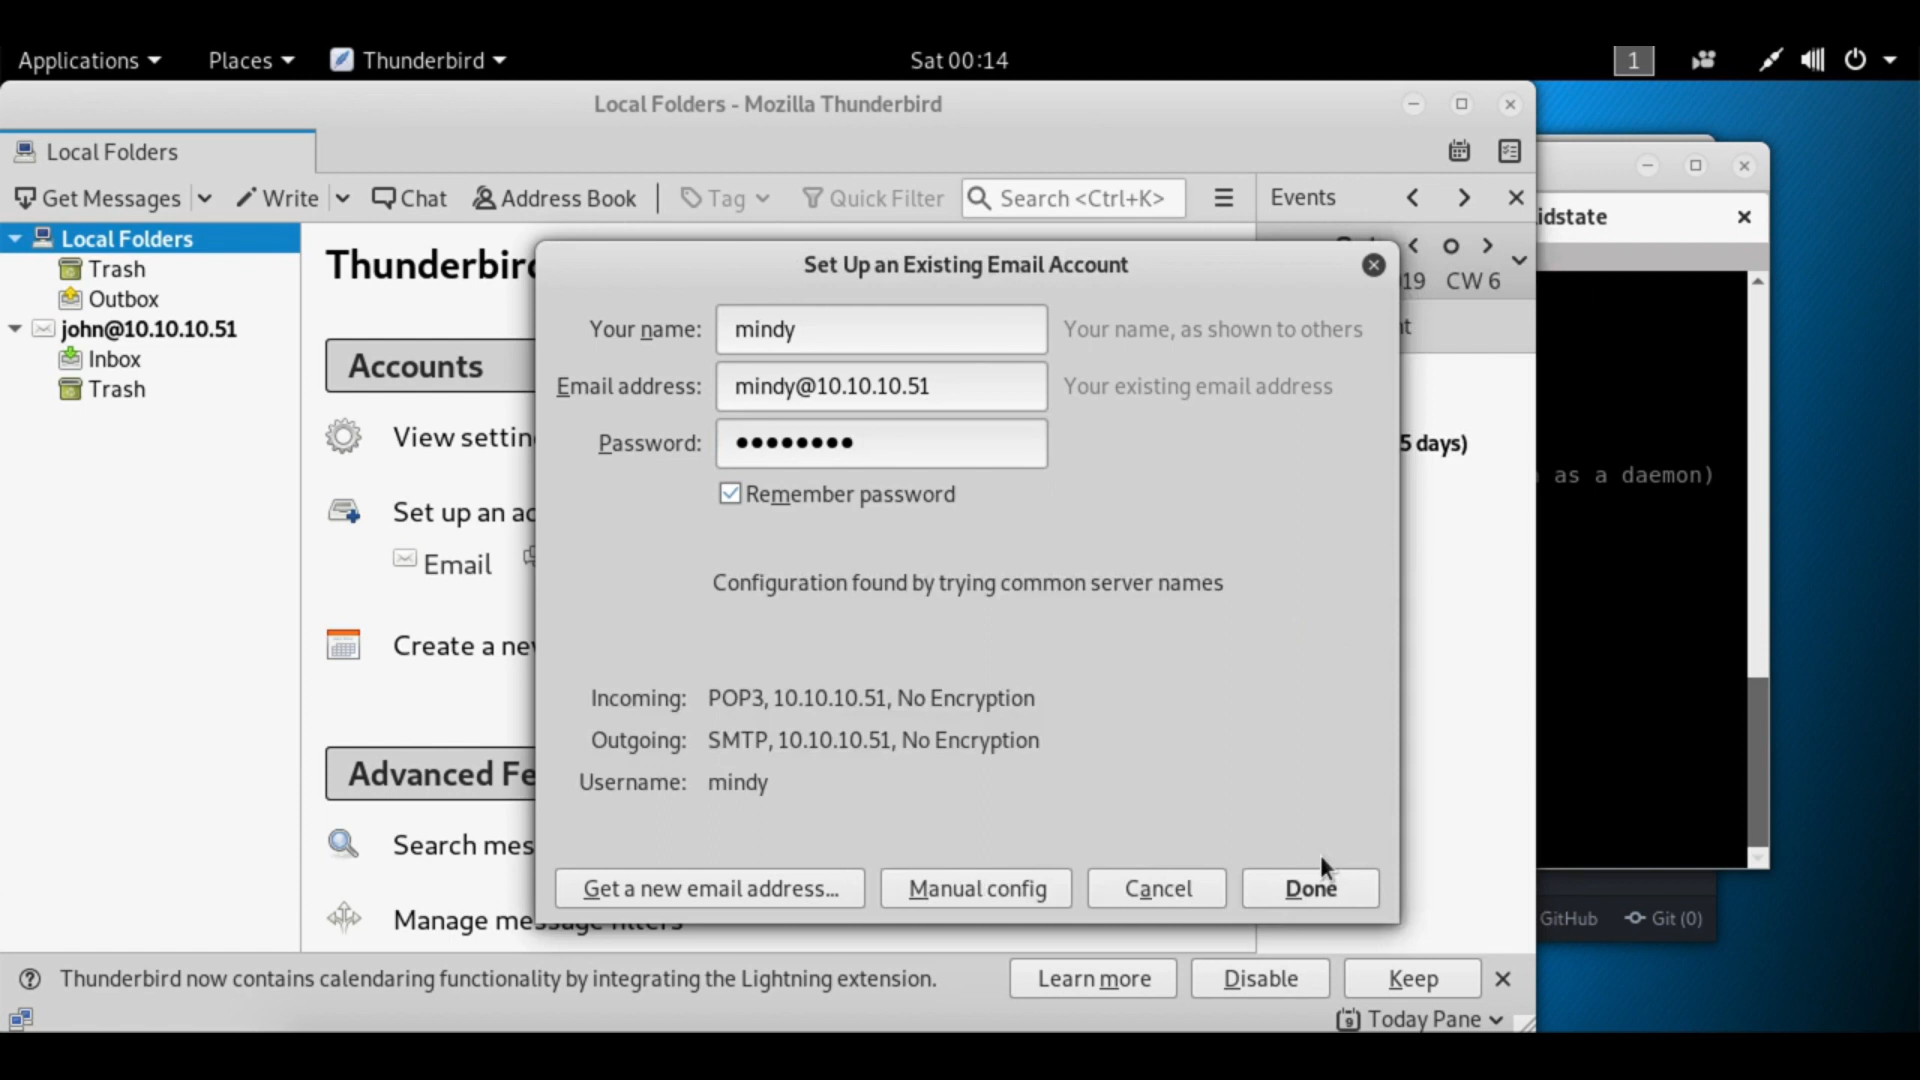 Applications Places Thunderbird Sat 00:14 1
Local Folders - Mozilla Thunderbird
Local Folders
Get Messages Write Chat Address Book Tag Quick Filter Search <Ctrl+K> Events
idstate
Local Folders
Trash
Outbox
john@10.10.10.51
Inbox
Trash
Thunderbird
19 CW 6
Accounts
View settin
Set up an ac
Email
Create a nev
Advanced Fe
Search mes
Manage message filters
Set Up an Existing Email Account
Your name: mindy Your name, as shown to others
Email address: mindy@10.10.10.51 Your existing email address
Password: ●●●●●●●●
Remember password
Configuration found by trying common server names
Incoming: POP3, 10.10.10.51, No Encryption
Outgoing: SMTP, 10.10.10.51, No Encryption
Username: mindy
Get a new email address... Manual config Cancel Done
5 days)
as a daemon)
GitHub Git (0)
Thunderbird now contains calendaring functionality by integrating the Lightning extension. Learn more Disable Keep
9 Today Pane